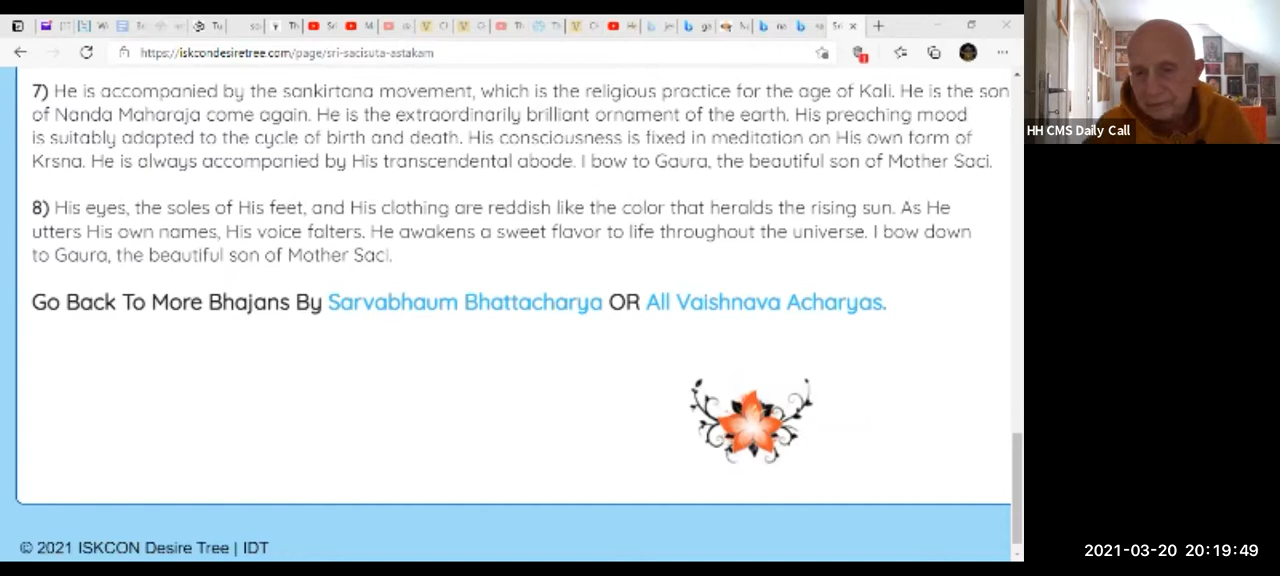 https://iskcondesiretree.com/page/sri-sacisuta-astakam
7) He is accompanied by the sankirtana movement, which is the religious practice for the age of Kali. He is the son
of Nanda Maharaja come again. He is the extraordinarily brilliant ornament of the earth. His preaching mood
is suitably adapted to the cycle of birth and death. His consciousness is fixed in meditation on His own form of
Krsna. He is always accompanied by His transcendental abode. I bow to Gaura, the beautiful son of Mother Saci.
8) His eyes, the soles of His feet, and His clothing are reddish like the color that heralds the rising sun. As He
utters His own names, His voice falters. He awakens a sweet flavor to life throughout the universe. I bow down
to Gaura, the beautiful son of Mother Saci.
Go Back To More Bhajans By Sarvabhaum Bhattacharya OR All Vaishnava Acharyas.
© 2021 ISKCON Desire Tree | IDT
HH CMS Daily Call
2021-03-20 20:19:49